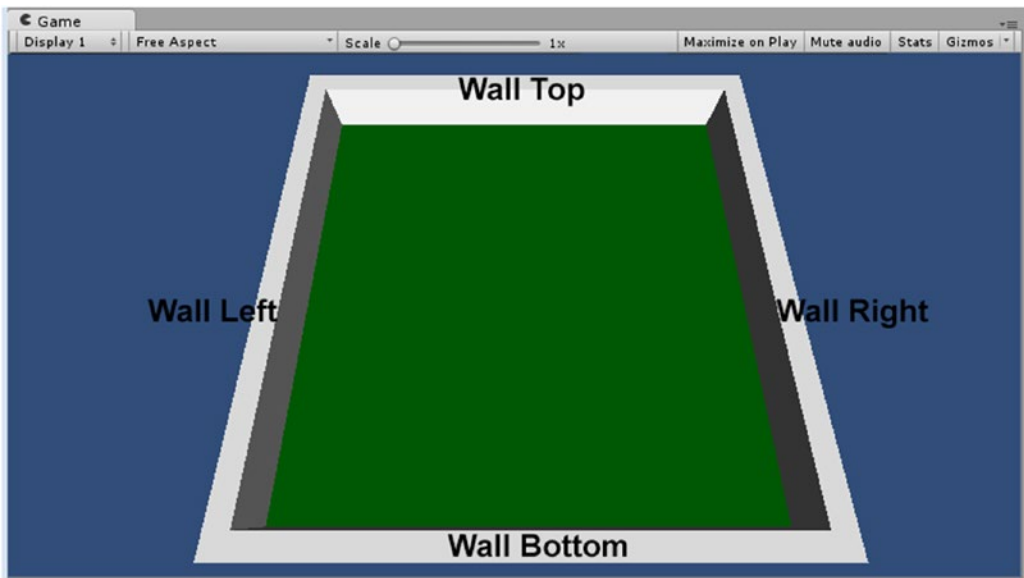 Game
Display 1 Free Aspect Scale 1x Maximize on Play Mute audio Stats Gizmos
Wall Top
Wall Left Wall Right
Wall Bottom